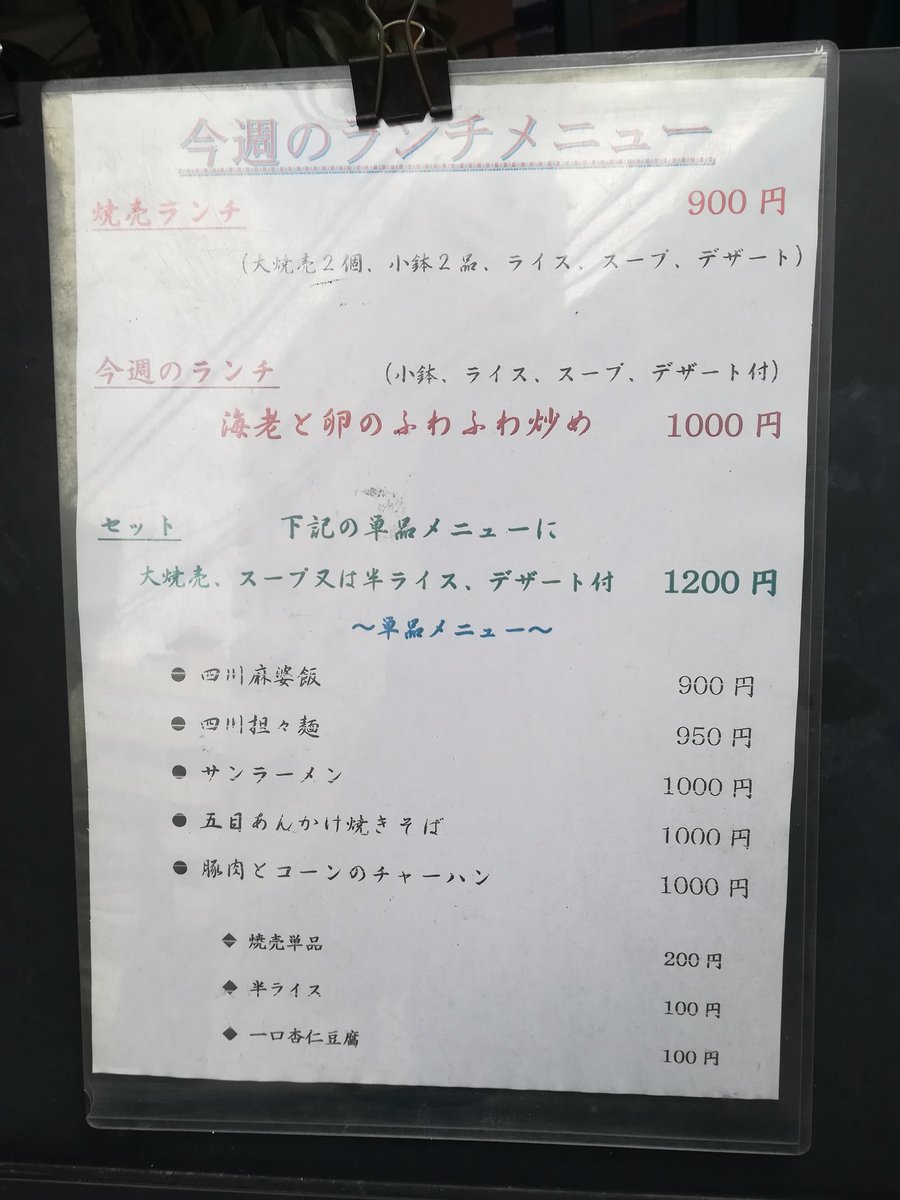 今週のランチメニュー
焼売ランチ 900円
(大焼売2個、小鉢2品、ライス、スープ、デザート)
今週のランチ (小鉢、ライス、スープ、デザート付)
海老と卵のふわふわ炒め 1000円
セット 下記の単品メニューに
大焼売、スープ又は半ライス、デザート付 1200円
～単品メニュー～
● 四川麻婆飯 900円
● 四川担々麺 950円
● サンラーメン 1000円
● 五目あんかけ焼きそば 1000円
● 豚肉とコーンのチャーハン 1000円
◆ 焼売単品 200円
◆ 半ライス 100円
◆ 一口杏仁豆腐 100円